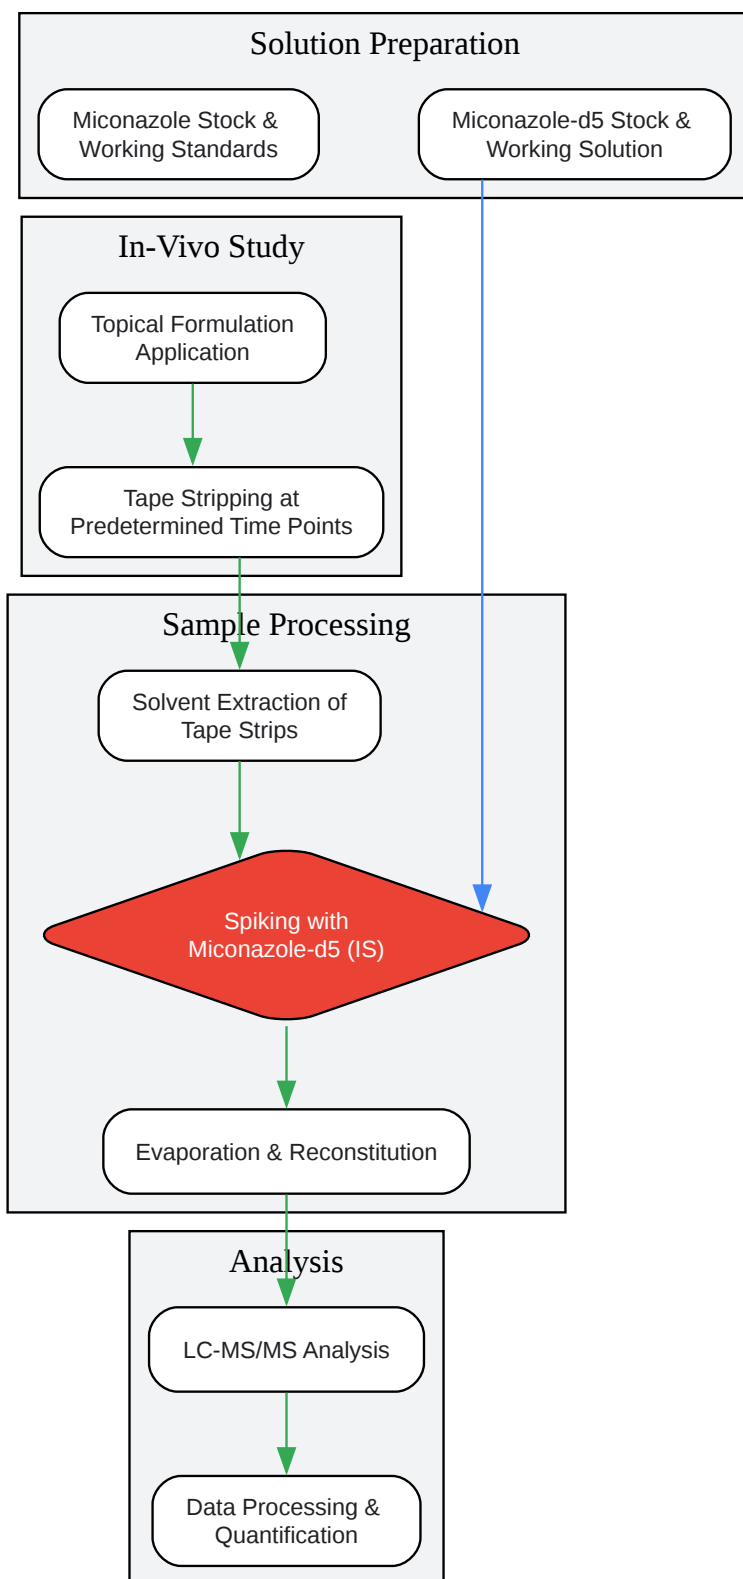 Solution Preparation
Miconazole Stock &
Working Standards
Miconazole-d5 Stock &
Working Solution
In-Vivo Study
Topical Formulation
Application
Tape Stripping at
Predetermined Time Points
Sample Processing
Solvent Extraction of
Tape Strips
Spiking with
Miconazole-d5 (IS)
Evaporation & Reconstitution
Analysis
LC-MS/MS Analysis
Data Processing &
Quantification